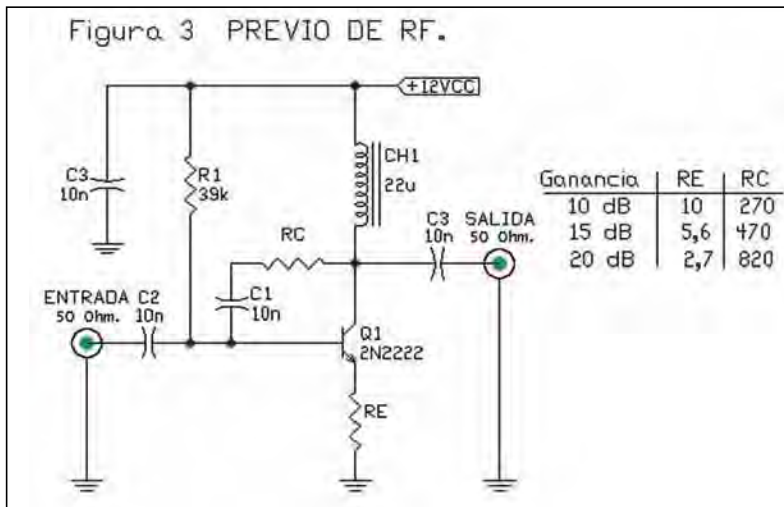 Figura 3 PREVIO DE RF.
+12VCC
C3
10n
R1
39k
CH1
22u
RC
C1
10n
C3
10n
SALIDA
50 Ohm.
ENTRADA
50 Ohm.
C2
10n
Q1
2N2222
RE
Ganancia RE RC
10 dB 10 270
15 dB 5,6 470
20 dB 2,7 820